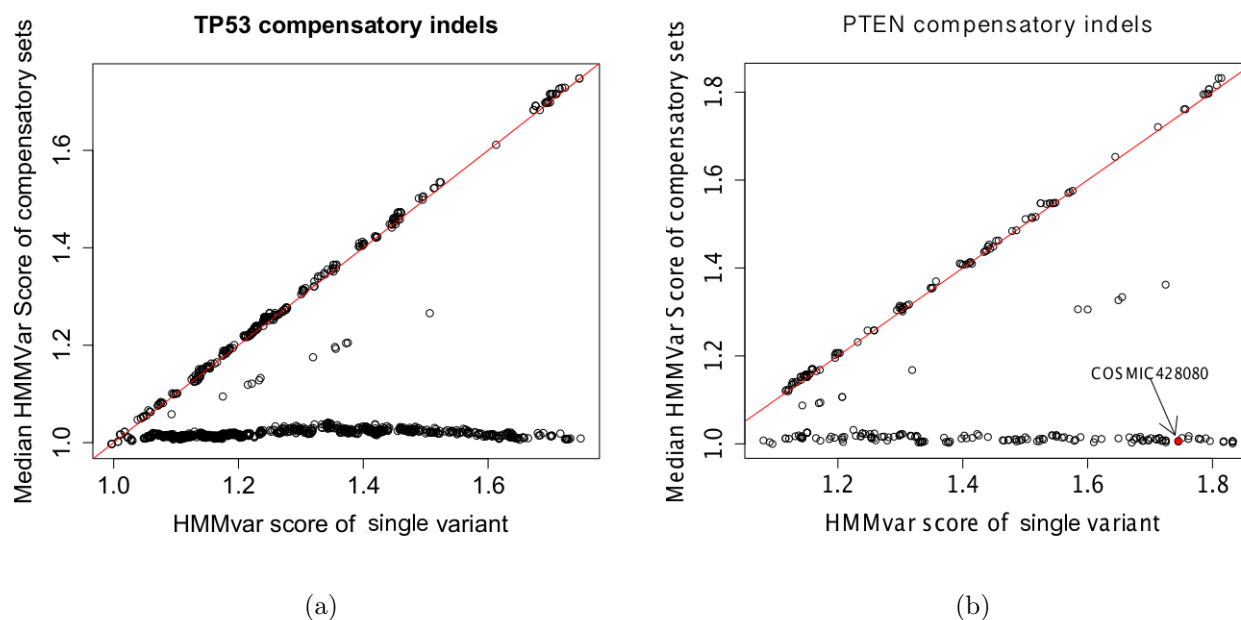 TP53 compensatory indels
Median HMMVar Score of compensatory sets
1.6
1.4
1.2
1.0
1.0 1.2 1.4 1.6
HMMvar score of single variant
(a)
PTEN compensatory indels
Median HMMVar Score of compensatory sets
1.8
1.6
1.4
1.2
1.0
COSMIC428080
1.2 1.4 1.6 1.8
HMMvar score of single variant
(b)